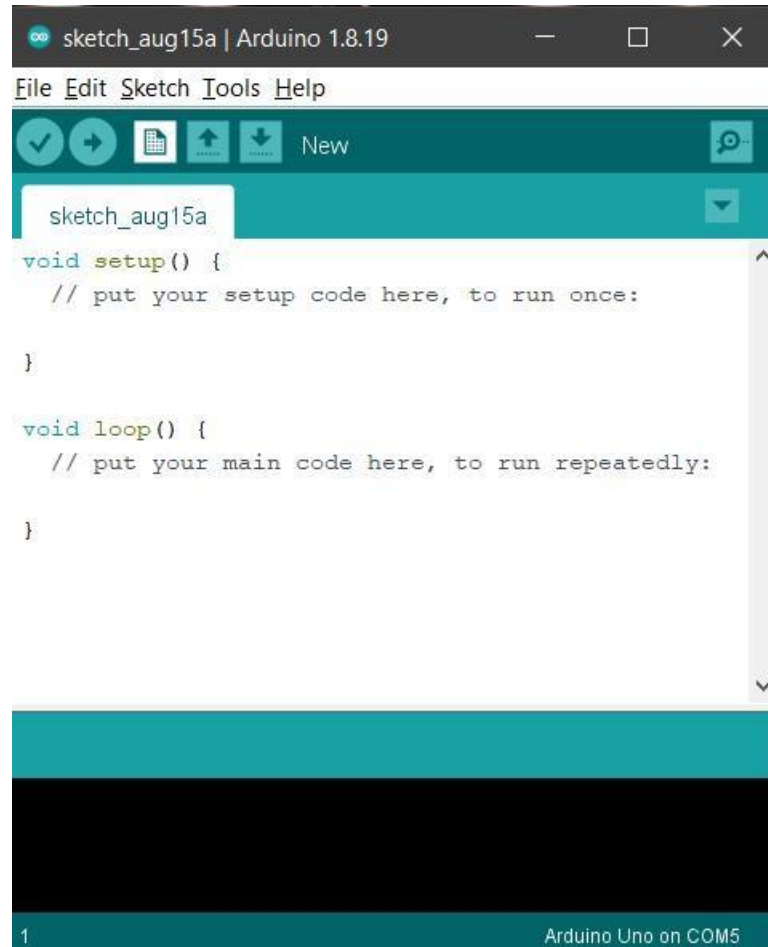 sketch_aug15a | Arduino 1.8.19
File Edit Sketch Tools Help
New
sketch_aug15a
void setup() {
  // put your setup code here, to run once:
}
void loop() {
  // put your main code here, to run repeatedly:
}
1 Arduino Uno on COM5